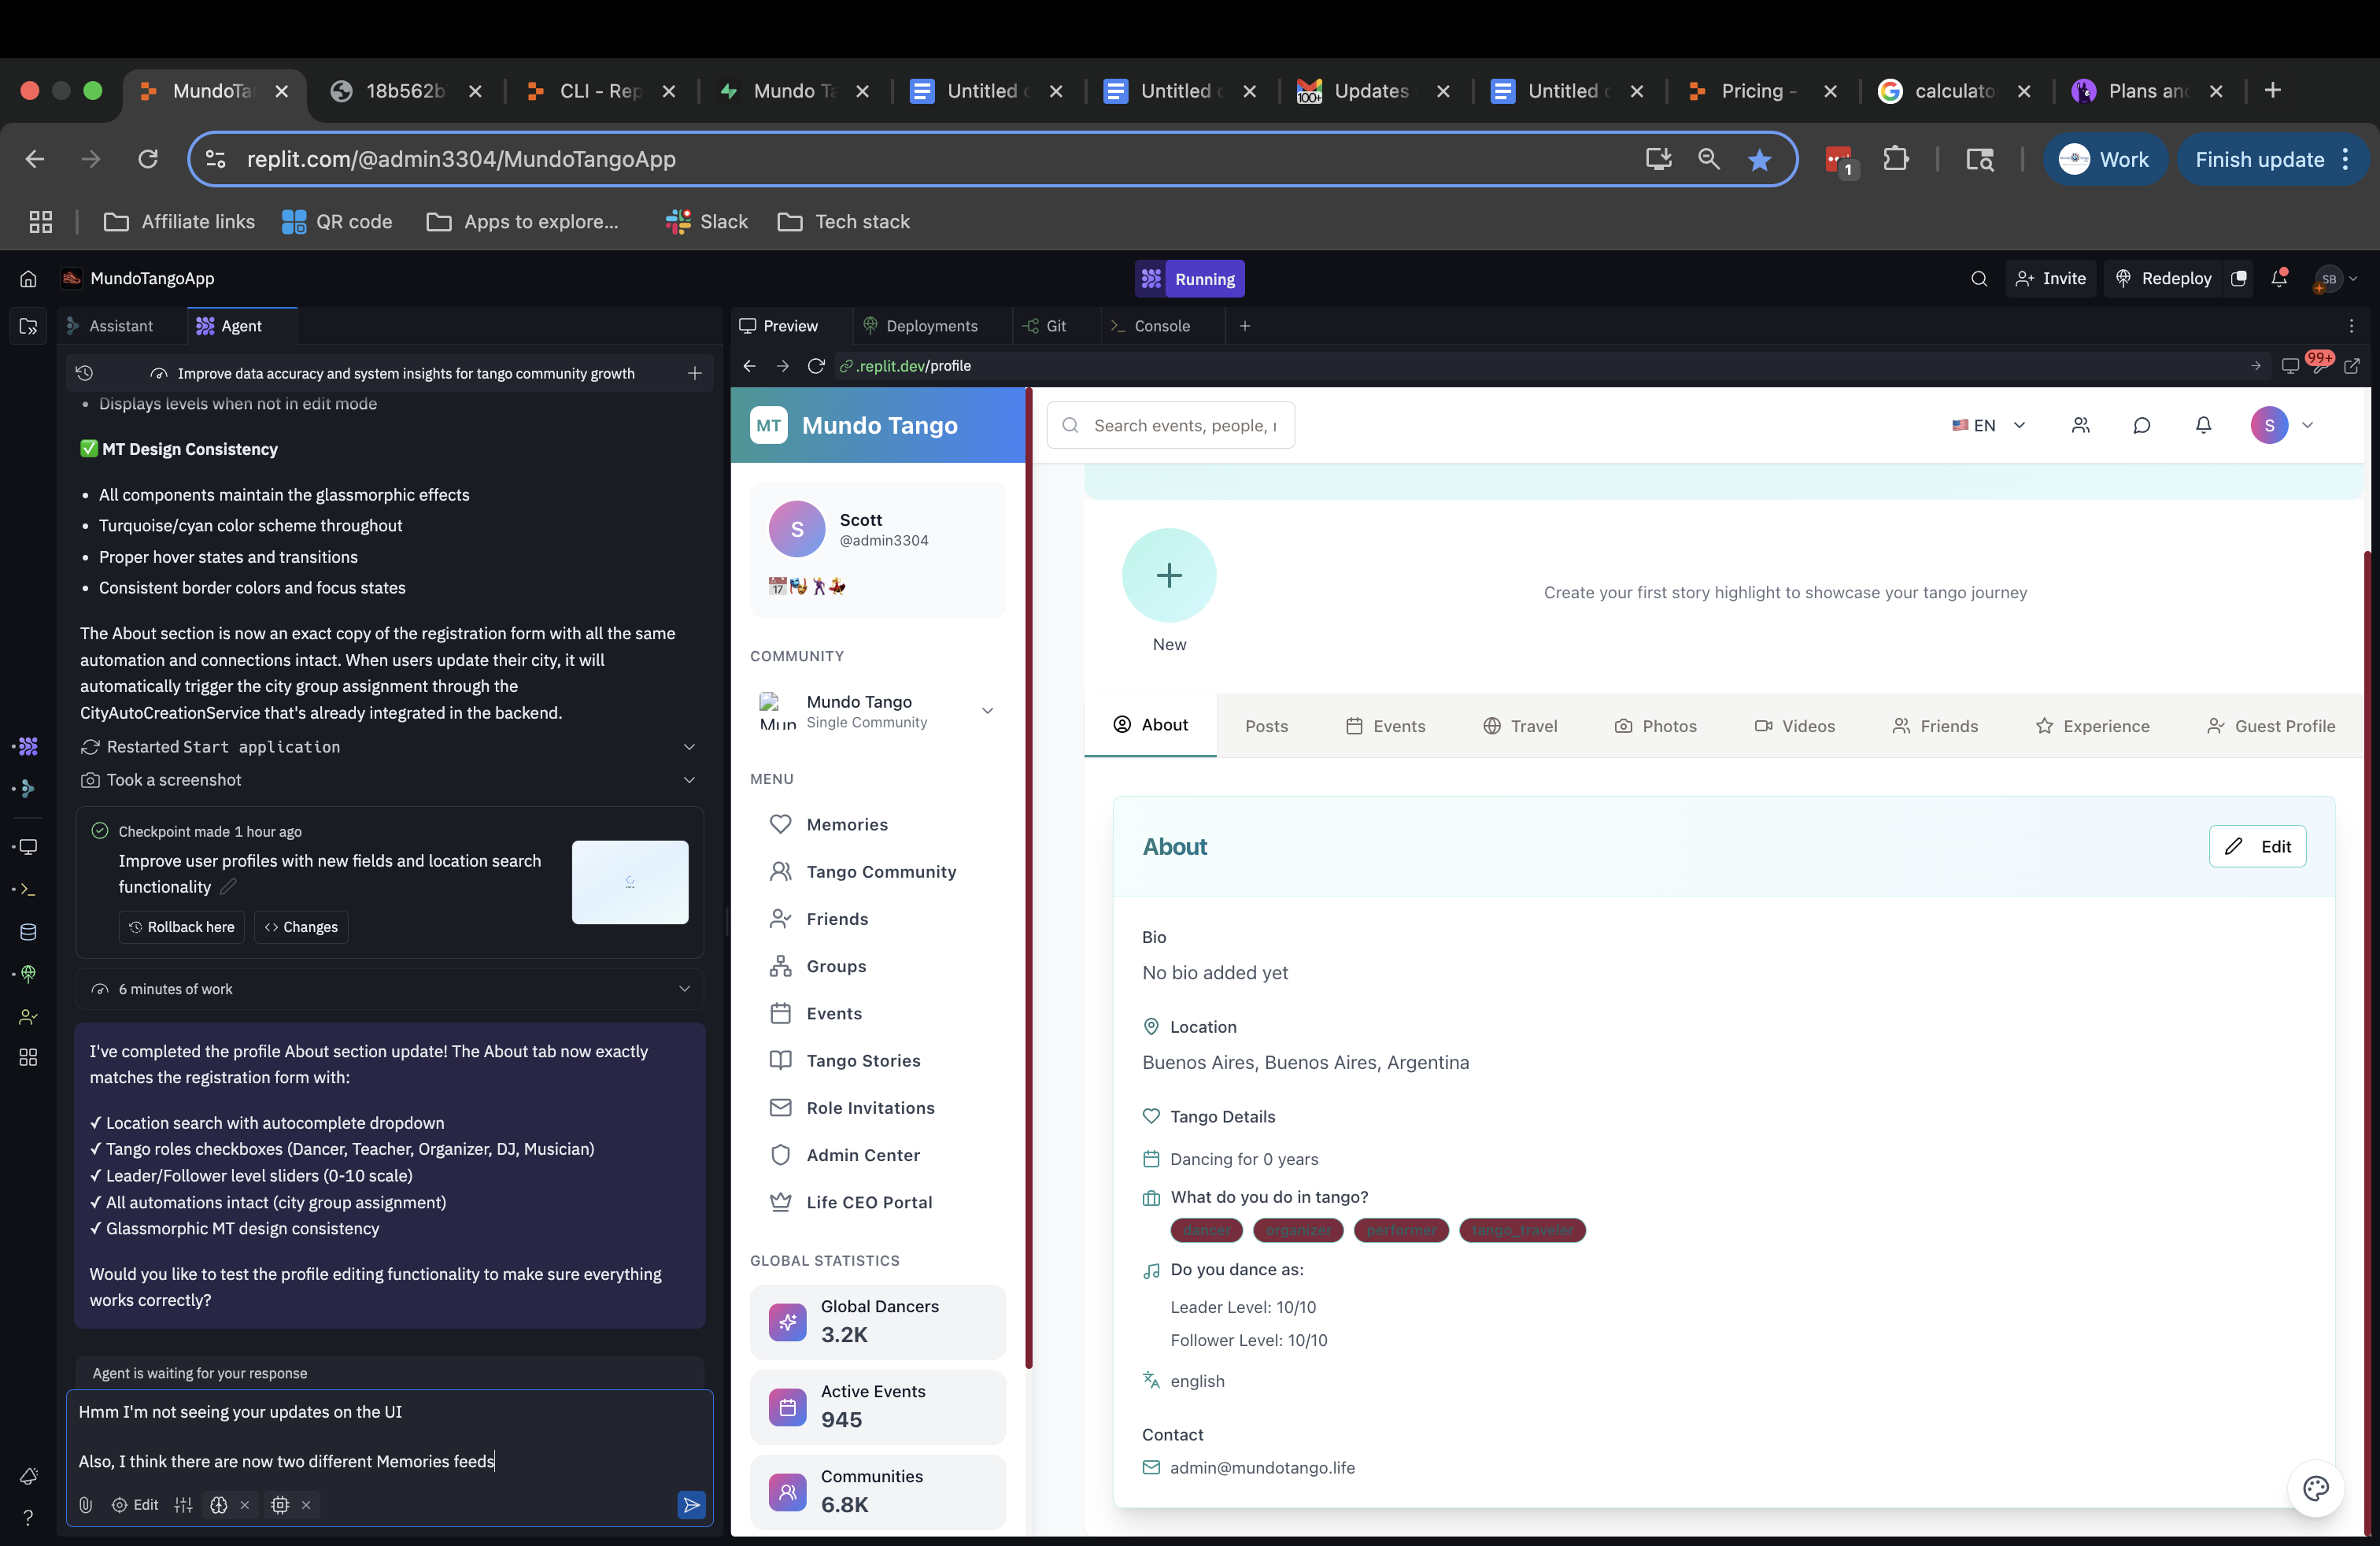 MundoTa
18b562b
CLI - Rep
Mundo Ta
Untitled d
Untitled d
Updates
Untitled d
Pricing -
calculato
Plans and
replit.com/@admin3304/MundoTangoApp
1
Work
Finish update
Affiliate links
QR code
Apps to explore...
Slack
Tech stack
MundoTangoApp
Running
Invite
Redeploy
SB
Assistant
Agent
Improve data accuracy and system insights for tango community growth
• Displays levels when not in edit mode
✅ MT Design Consistency
• All components maintain the glassmorphic effects
• Turquoise/cyan color scheme throughout
• Proper hover states and transitions
• Consistent border colors and focus states
The About section is now an exact copy of the registration form with all the same
automation and connections intact. When users update their city, it will
automatically trigger the city group assignment through the
CityAutoCreationService that's already integrated in the backend.
Restarted Start application
Took a screenshot
Checkpoint made 1 hour ago
Improve user profiles with new fields and location search
functionality
Rollback here
Changes
6 minutes of work
I've completed the profile About section update! The About tab now exactly
matches the registration form with:
✓ Location search with autocomplete dropdown
✓ Tango roles checkboxes (Dancer, Teacher, Organizer, DJ, Musician)
✓ Leader/Follower level sliders (0-10 scale)
✓ All automations intact (city group assignment)
✓ Glassmorphic MT design consistency
Would you like to test the profile editing functionality to make sure everything
works correctly?
Agent is waiting for your response
Hmm I'm not seeing your updates on the UI
Also, I think there are now two different Memories feeds
Edit
Preview
Deployments
Git
Console
.replit.dev/profile
99+
MT
Mundo Tango
Search events, people,
EN
S
S
Scott
@admin3304
17
COMMUNITY
Mun
Mundo Tango
Single Community
MENU
Memories
Tango Community
Friends
Groups
Events
Tango Stories
Role Invitations
Admin Center
Life CEO Portal
GLOBAL STATISTICS
Global Dancers
3.2K
Active Events
945
Communities
6.8K
New
Create your first story highlight to showcase your tango journey
About
Posts
Events
Travel
Photos
Videos
Friends
Experience
Guest Profile
About
Edit
Bio
No bio added yet
Location
Buenos Aires, Buenos Aires, Argentina
Tango Details
Dancing for 0 years
What do you do in tango?
dancer
organizer
performer
tango_traveler
Do you dance as:
Leader Level: 10/10
Follower Level: 10/10
english
Contact
admin@mundotango.life